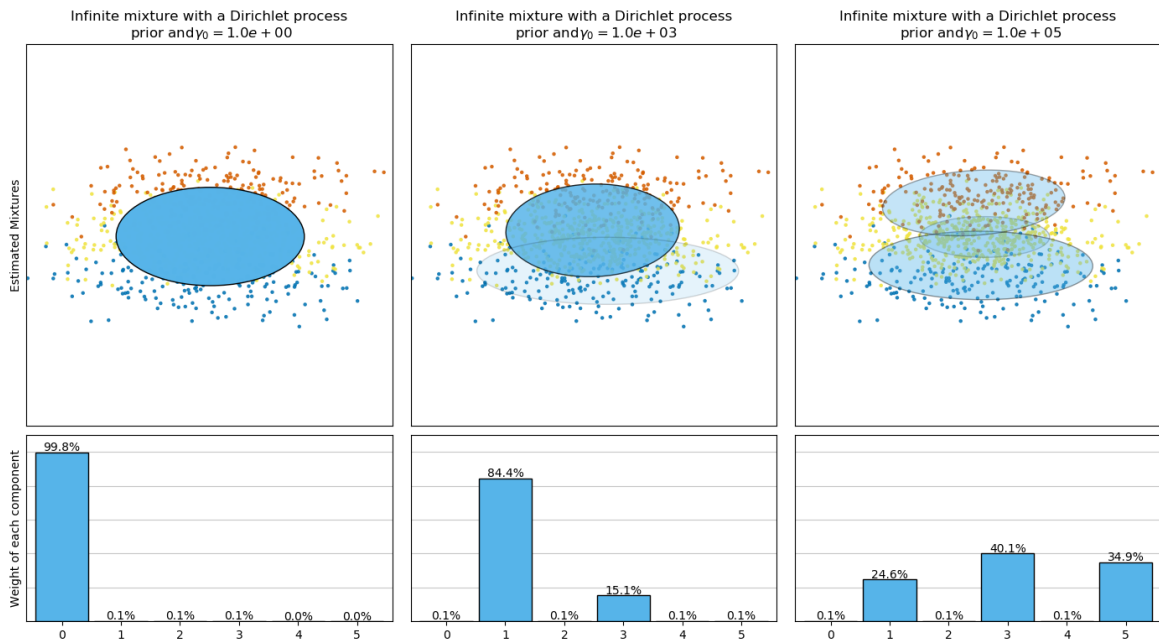 Infinite mixture with a Dirichlet process
prior andγ₀ = 1.0e + 00
Infinite mixture with a Dirichlet process
prior andγ₀ = 1.0e + 03
Infinite mixture with a Dirichlet process
prior andγ₀ = 1.0e + 05
Estimated Mixtures
Weight of each component
99.8%
0.1%
0.1%
0.1%
0.0%
0.0%
0 1 2 3 4 5
0.1%
84.4%
0.1%
15.1%
0.1%
0.1%
0 1 2 3 4 5
0.1%
24.6%
0.1%
40.1%
0.1%
34.9%
0 1 2 3 4 5